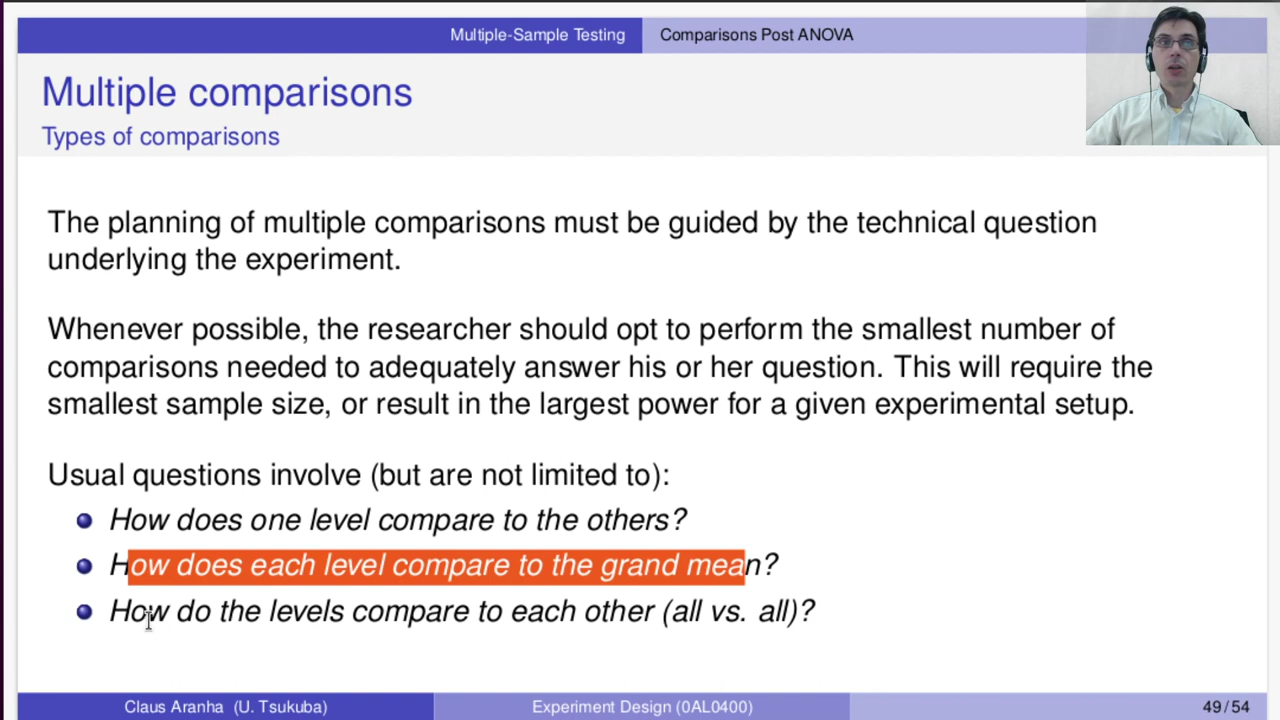 Multiple-Sample Testing Comparisons Post ANOVA
Multiple comparisons
Types of comparisons
The planning of multiple comparisons must be guided by the technical question
underlying the experiment.
Whenever possible, the researcher should opt to perform the smallest number of
comparisons needed to adequately answer his or her question. This will require the
smallest sample size, or result in the largest power for a given experimental setup.
Usual questions involve (but are not limited to):
How does one level compare to the others?
How does each level compare to the grand mean?
How do the levels compare to each other (all vs. all)?
Claus Aranha (U. Tsukuba) Experiment Design (0AL0400) 49/54